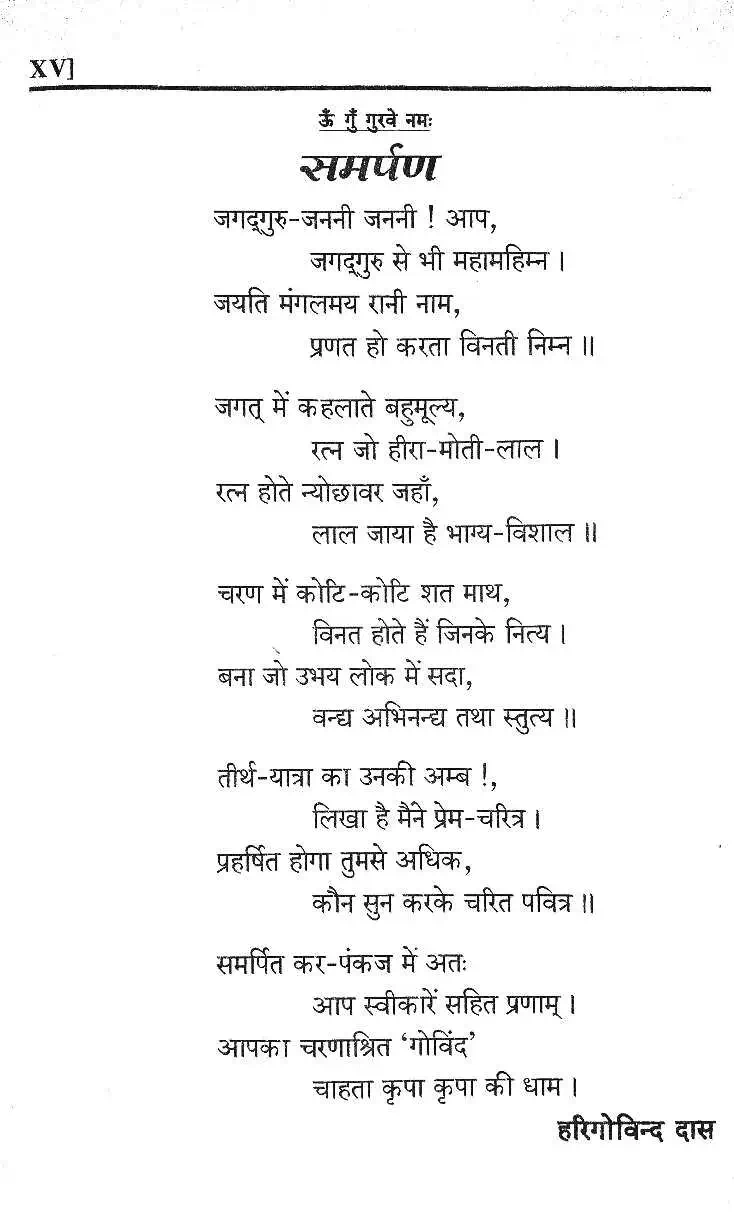 XV]
ऊँ गुँ गुरवे नमः
समर्पण
जगद्‌गुरु-जननी जननी ! आप,
जगद्‌गुरु से भी महामहिम्न ।
जयति मंगलमय रानी नाम,
प्रणत हो करता विनती निम्न ॥
जगत् में कहलाते बहुमूल्य,
रत्न जो हीरा-मोती-लाल ।
रत्न होते न्योछावर जहाँ,
लाल जाया है भाग्य-विशाल ॥
चरण में कोटि-कोटि शत माथ,
विनत होते हैं जिनके नित्य ।
बना जो उभय लोक में सदा,
वन्द्य अभिनन्द्य तथा स्तुत्य ॥
तीर्थ-यात्रा का उनकी अम्ब !,
लिखा है मैने प्रेम-चरित्र ।
प्रहर्षित होगा तुमसे अधिक,
कौन सुन करके चरित पवित्र ॥
समर्पित कर-पंकज में अतः
आप स्वीकारें सहित प्रणाम् ।
आपका चरणाश्रित ‘गोविंद’
चाहता कृपा कृपा की धाम ।
हरिगोविन्द दास